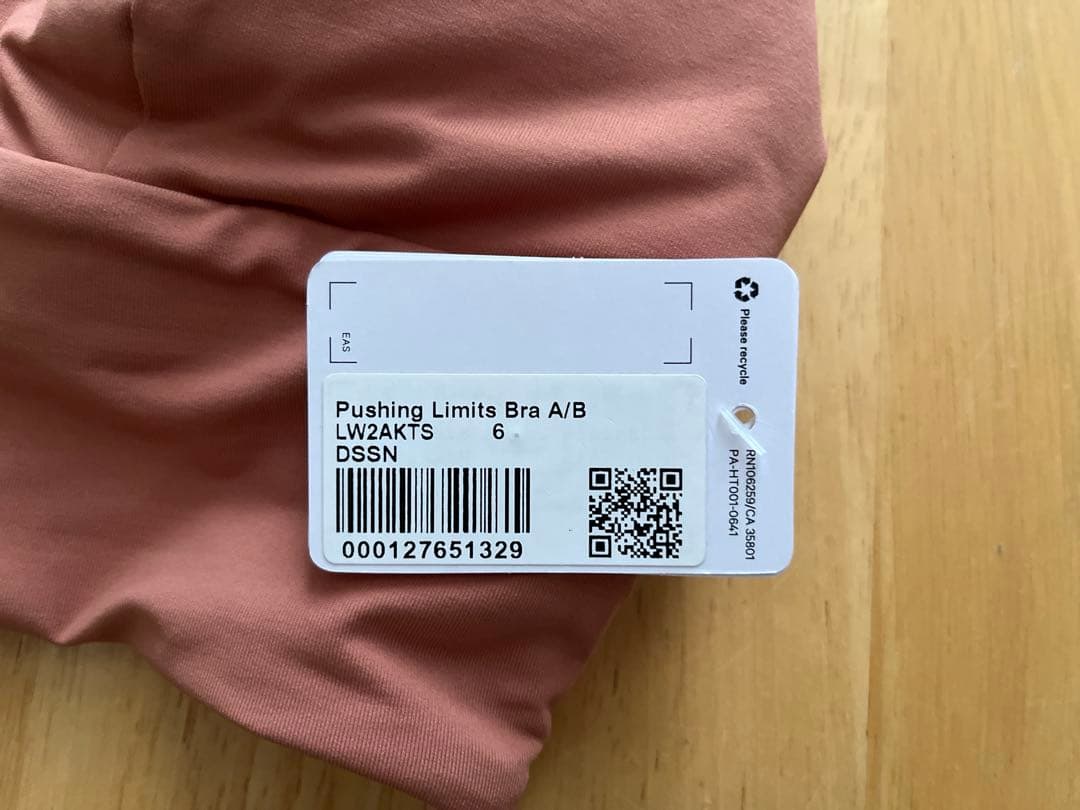 EAS
Please recycle
Pushing Limits Bra A/B
LW2AKTS 6
DSSN
000127651329
RN106259/CA 35801
PA-HT001-0641